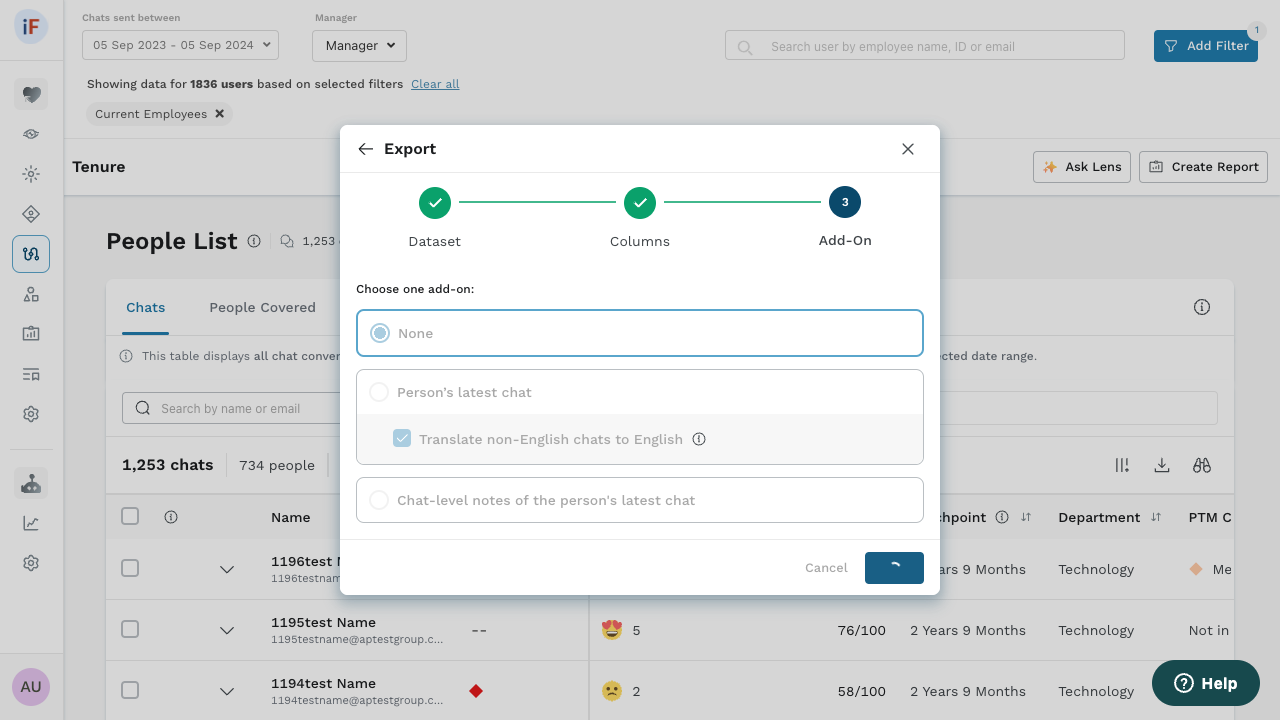 iF
Chats sent between
Manager
05 Sep 2023 - 05 Sep 2024
Manager
Search user by employee name, ID or email
Add Filter
1
Showing data for 1836 users based on selected filters Clear all
Current Employees
Tenure
Ask Lens
Create Report
Export
3
Dataset
Columns
Add-On
People List
1,253
Choose one add-on:
Chats
People Covered
None
This table displays all chat conver
cted date range.
Person's latest chat
Search by name or email
Translate non-English chats to English
1,253 chats
734 people
Chat-level notes of the person's latest chat
Name
chpoint
Department
PTM C
1196test
1196testname@
Cancel
ars 9 Months
Technology
Me
1195test Name
1195testname@aptestgroup.c...
--
5
76/100
2 Years 9 Months
Technology
Not in
1194test Name
1194testname@aptestgroup.c...
2
58/100
2 Years 9 Months
Technology
AU
Help